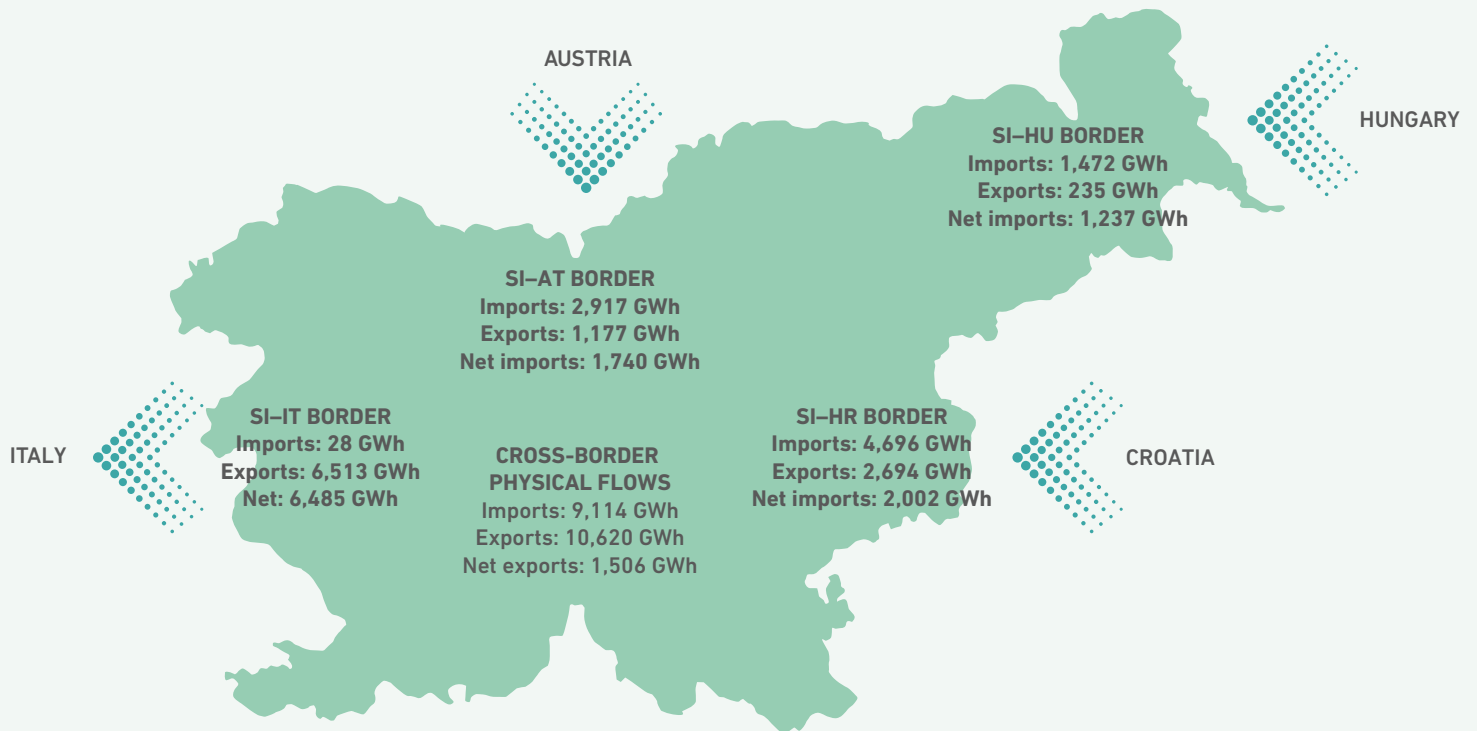 AUSTRIA
HUNGARY
SI–HU BORDER
Imports: 1,472 GWh
Exports: 235 GWh
Net imports: 1,237 GWh
SI–AT BORDER
Imports: 2,917 GWh
Exports: 1,177 GWh
Net imports: 1,740 GWh
ITALY
SI–IT BORDER
Imports: 28 GWh
Exports: 6,513 GWh
Net: 6,485 GWh
CROSS-BORDER
PHYSICAL FLOWS
Imports: 9,114 GWh
Exports: 10,620 GWh
Net exports: 1,506 GWh
SI–HR BORDER
Imports: 4,696 GWh
Exports: 2,694 GWh
Net imports: 2,002 GWh
CROATIA